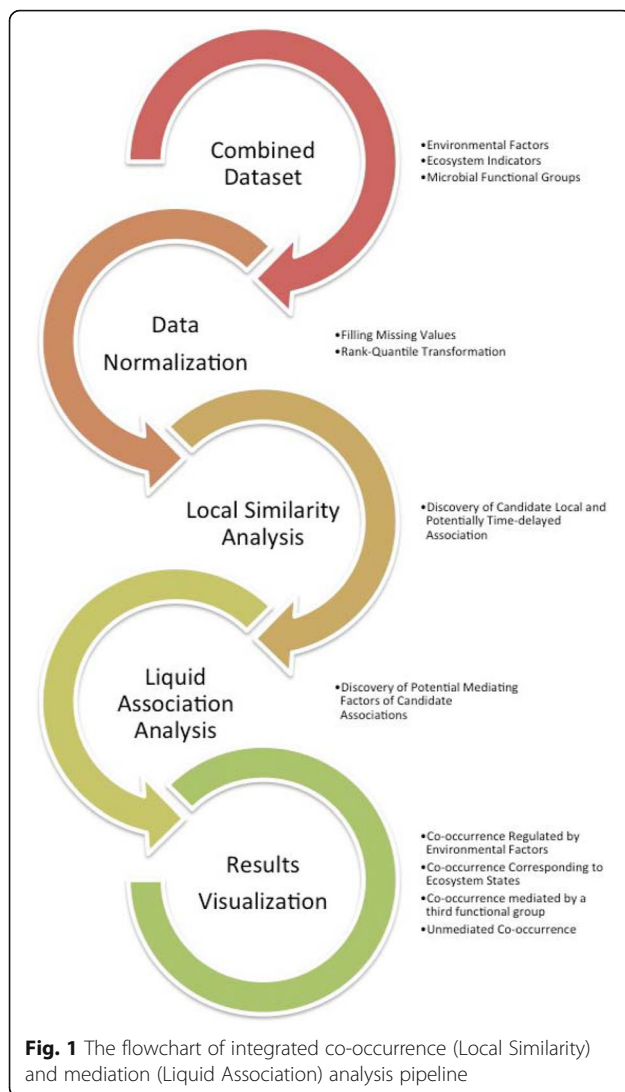 Combined
Dataset
•Environmental Factors
•Ecosystem Indicators
•Microbial Functional Groups
Data
Normalization
•Filling Missing Values
•Rank-Quantile Transformation
Local Similarity
Analysis
•Discovery of Candidate Local and
Potentially Time-delayed
Association
Liquid
Association
Analysis
•Discovery of Potential Mediating
Factors of Candidate
Associations
Results
Visualization
•Co-occurrence Regulated by
Environmental Factors
•Co-occurrence Corresponding to
Ecosystem States
•Co-occurrence mediated by a
third functional group
•Unmediated Co-occurrence
Fig. 1 The flowchart of integrated co-occurrence (Local Similarity)
and mediation (Liquid Association) analysis pipeline